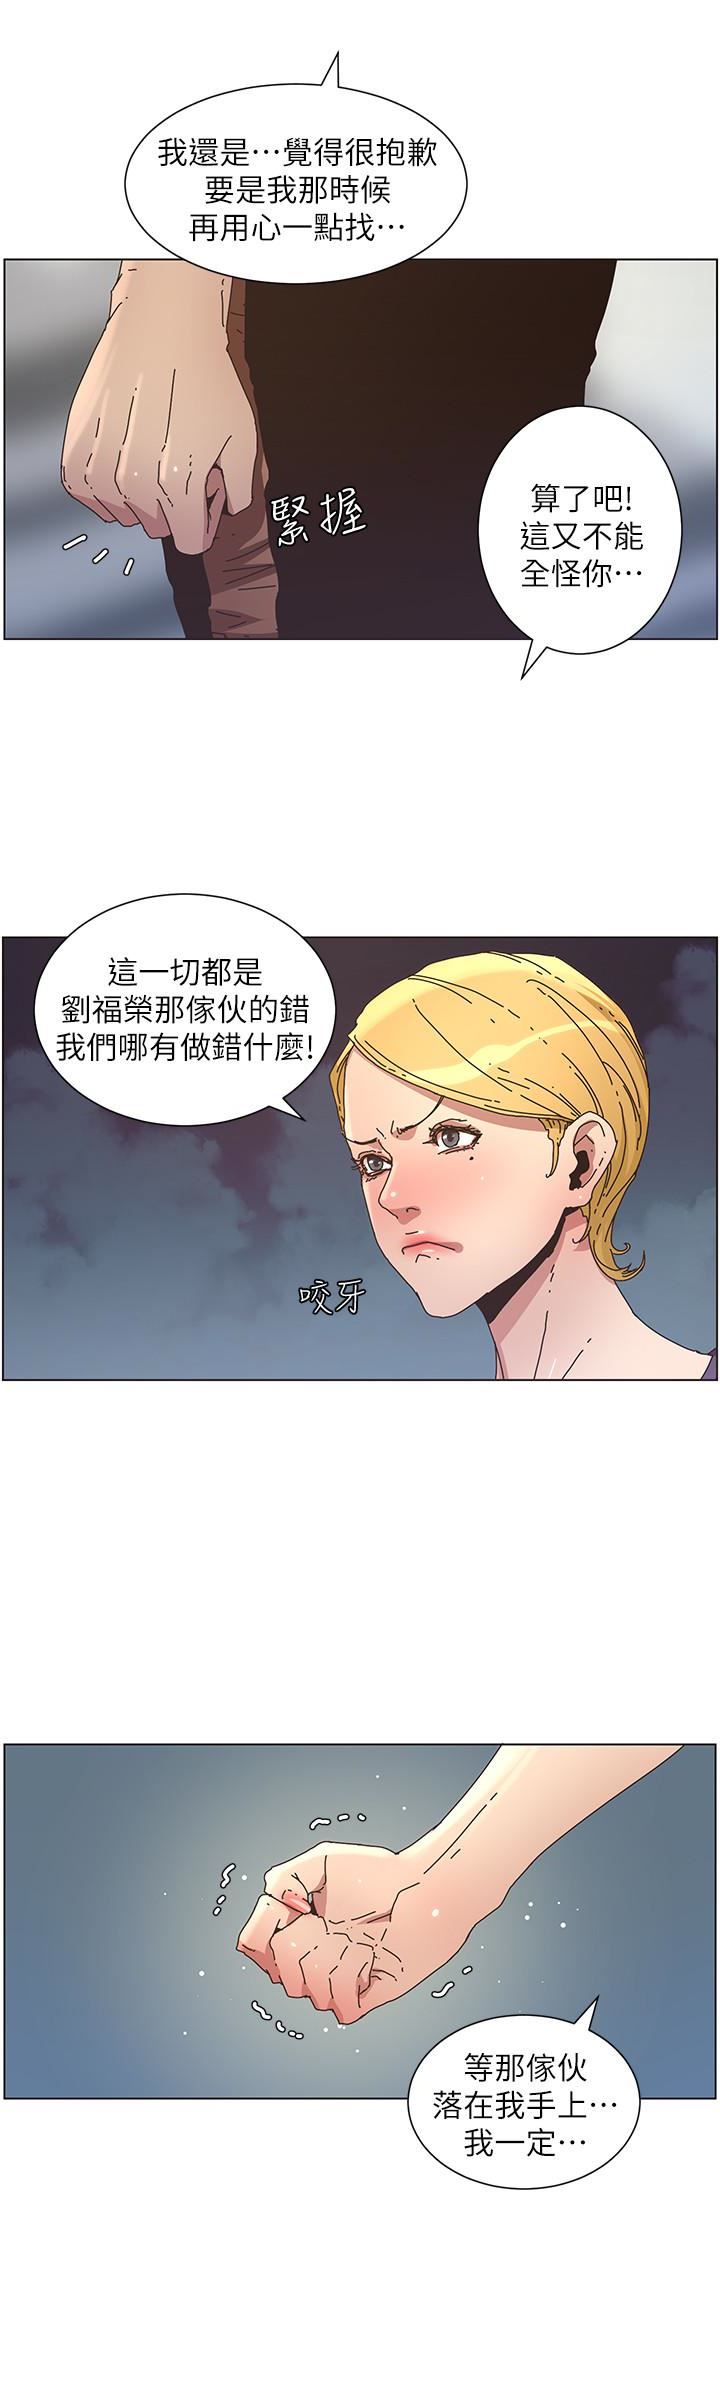 我還是⋯覺得很抱歉
要是我那時候
再用心一點找⋯
緊握
算了吧!
這又不能
全怪你⋯
這一切都是
劉福榮那傢伙的錯
我們哪有做錯什麼!
咬牙
等那傢伙
落在我手上⋯
我一定⋯